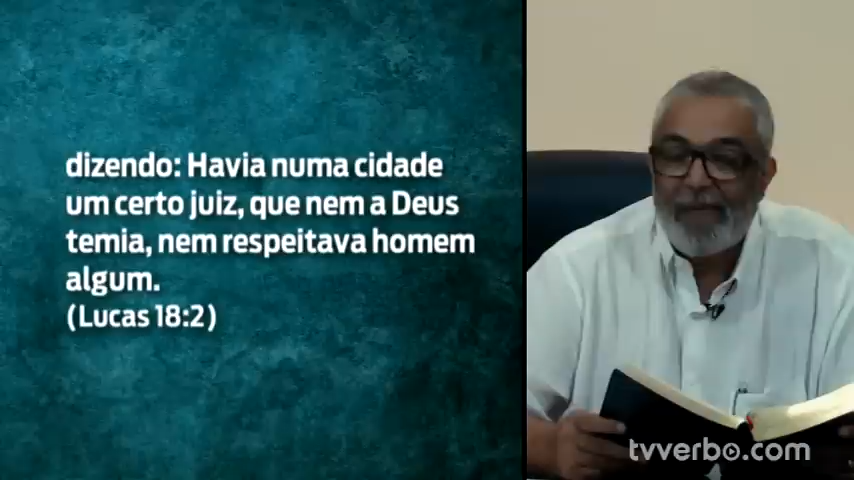 dizendo: Havia numa cidade
um certo juiz, que nem a Deus
temia, nem respeitava homem
algum.
(Lucas 18:2)
tvverbo.com